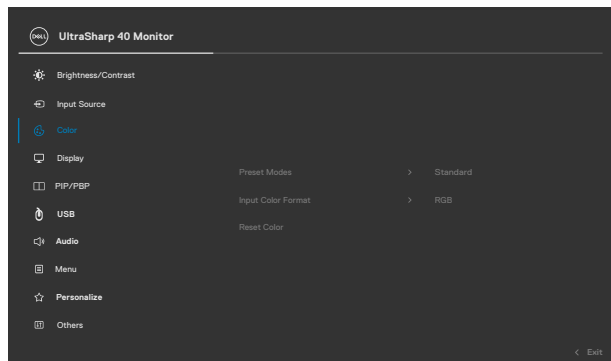 DELL UltraSharp 40 Monitor
Brightness/Contrast
Input Source
Color
Display
Preset Modes > Standard
PIP/PBP
Input Color Format > RGB
USB
Reset Color
Audio
Menu
Personalize
Others
< Exit